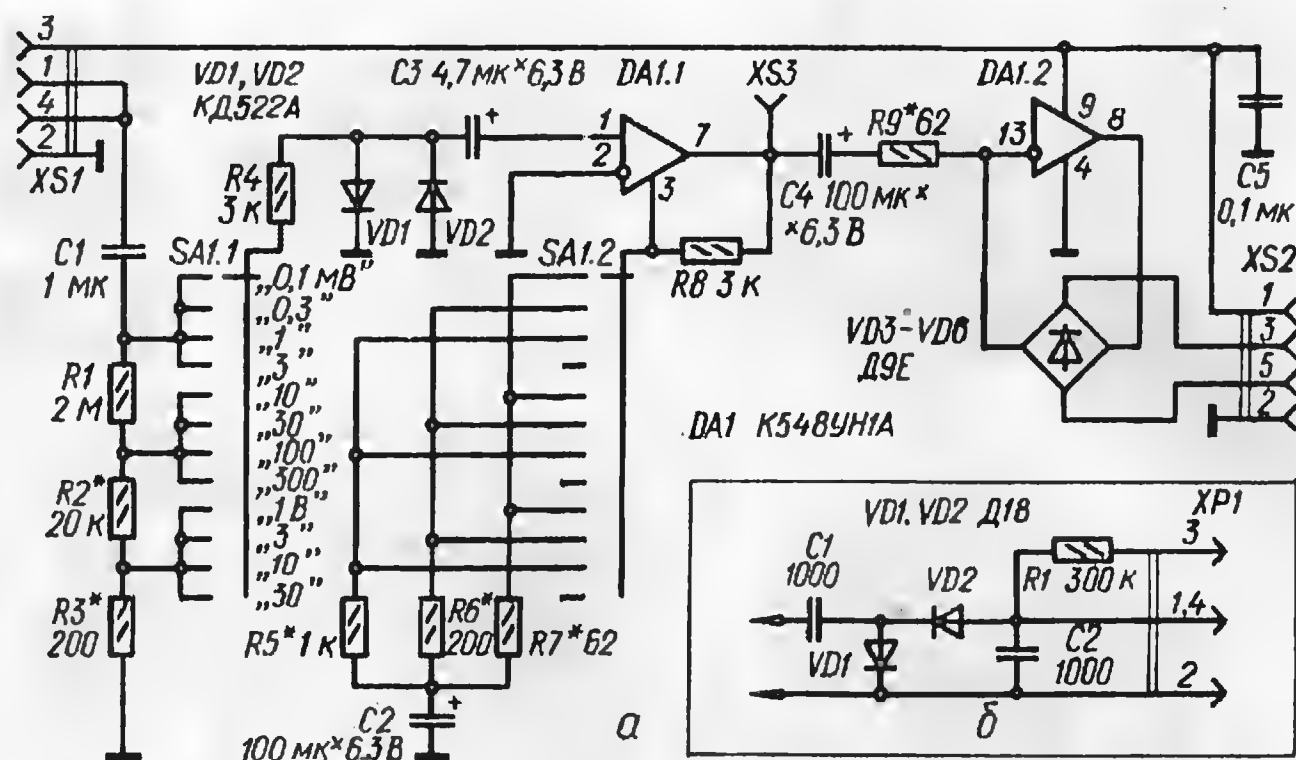 3
1
4
2
XS1
VD1, VD2
КД522А
C3 4,7 мк×6,3 В
DA1.1
XS3
DA1.2
R4
3 к
VD1
VD2
+
1
2
3
7
C4 100 мк×
×6,3 В
+
R9*62
13
9
8
4
C5
0,1 мк
C1
1 мк
SA1.1
SA1.2
R8 3 к
XS2
1
3
5
2
„0,1 мВ"
„0,3"
„1"
„3"
„10"
„30"
„100"
„300"
„1 В"
„3"
„10"
„30"
R1
2 М
R2*
20 к
R3*
200
VD3-VD6
Д9Е
DA1 К548УН1А
R5*1 к
R6*
200
R7*62
C2
+
100 мк×6,3 В
а
VD1, VD2 Д18
XP1
C1
1000
VD2
R1 300 к
3
1,4
VD1
C2
1000
2
б